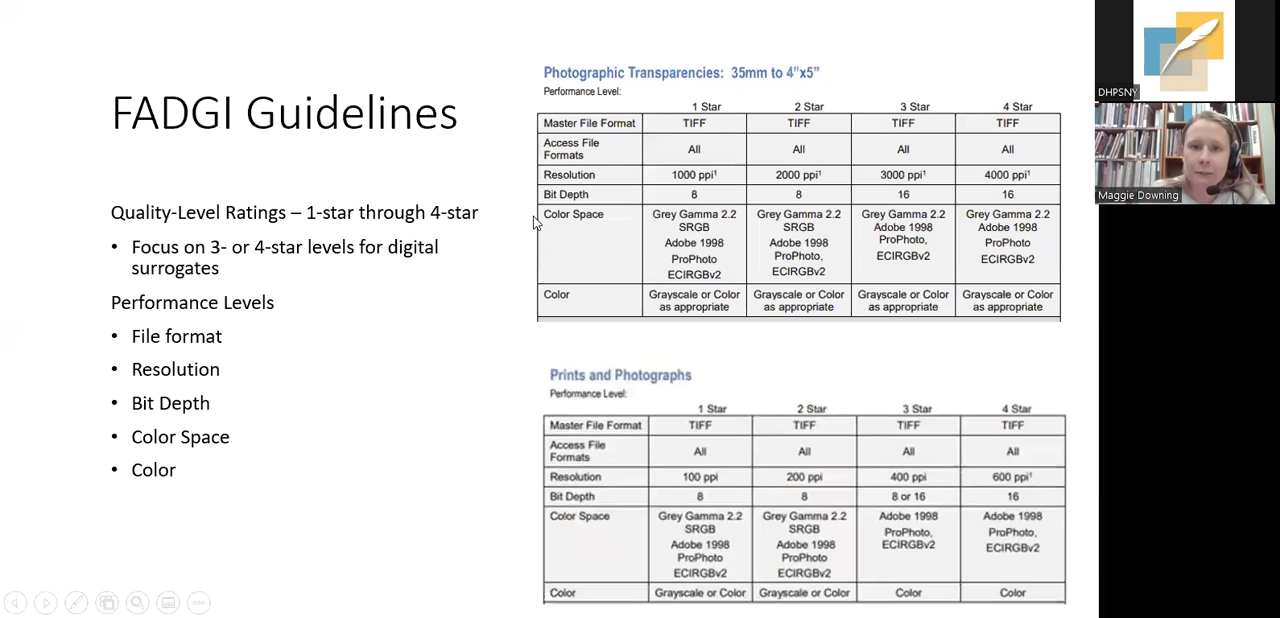 FADGI Guidelines
Quality-Level Ratings – 1-star through 4-star
• Focus on 3- or 4-star levels for digital
surrogates
Performance Levels
• File format
• Resolution
• Bit Depth
• Color Space
• Color
Photographic Transparencies: 35mm to 4”x5”
Performance Level:
1 Star 2 Star 3 Star 4 Star
Master File Format TIFF TIFF TIFF TIFF
Access File
Formats All All All All
Resolution 1000 ppi¹ 2000 ppi¹ 3000 ppi¹ 4000 ppi¹
Bit Depth 8 8 16 16
Color Space Grey Gamma 2.2 Grey Gamma 2.2 Grey Gamma 2.2 Grey Gamma 2.2
SRGB SRGB Adobe 1998 Adobe 1998
Adobe 1998 Adobe 1998 ProPhoto, ProPhoto
ProPhoto ProPhoto, ECIRGBv2 ECIRGBv2
ECIRGBv2 ECIRGBv2
Color Grayscale or Color Grayscale or Color Grayscale or Color Grayscale or Color
as appropriate as appropriate as appropriate as appropriate
Prints and Photographs
Performance Level:
1 Star 2 Star 3 Star 4 Star
Master File Format TIFF TIFF TIFF TIFF
Access File
Formats All All All All
Resolution 100 ppi 200 ppi 400 ppi 600 ppi¹
Bit Depth 8 8 8 or 16 16
Color Space Grey Gamma 2.2 Grey Gamma 2.2 Adobe 1998 Adobe 1998
SRGB SRGB ProPhoto, ProPhoto,
Adobe 1998 Adobe 1998 ECIRGBv2 ECIRGBv2
ProPhoto ProPhoto
ECIRGBv2 ECIRGBv2
Color Grayscale or Color Grayscale or Color Color Color
DHPSNY
Maggie Downing